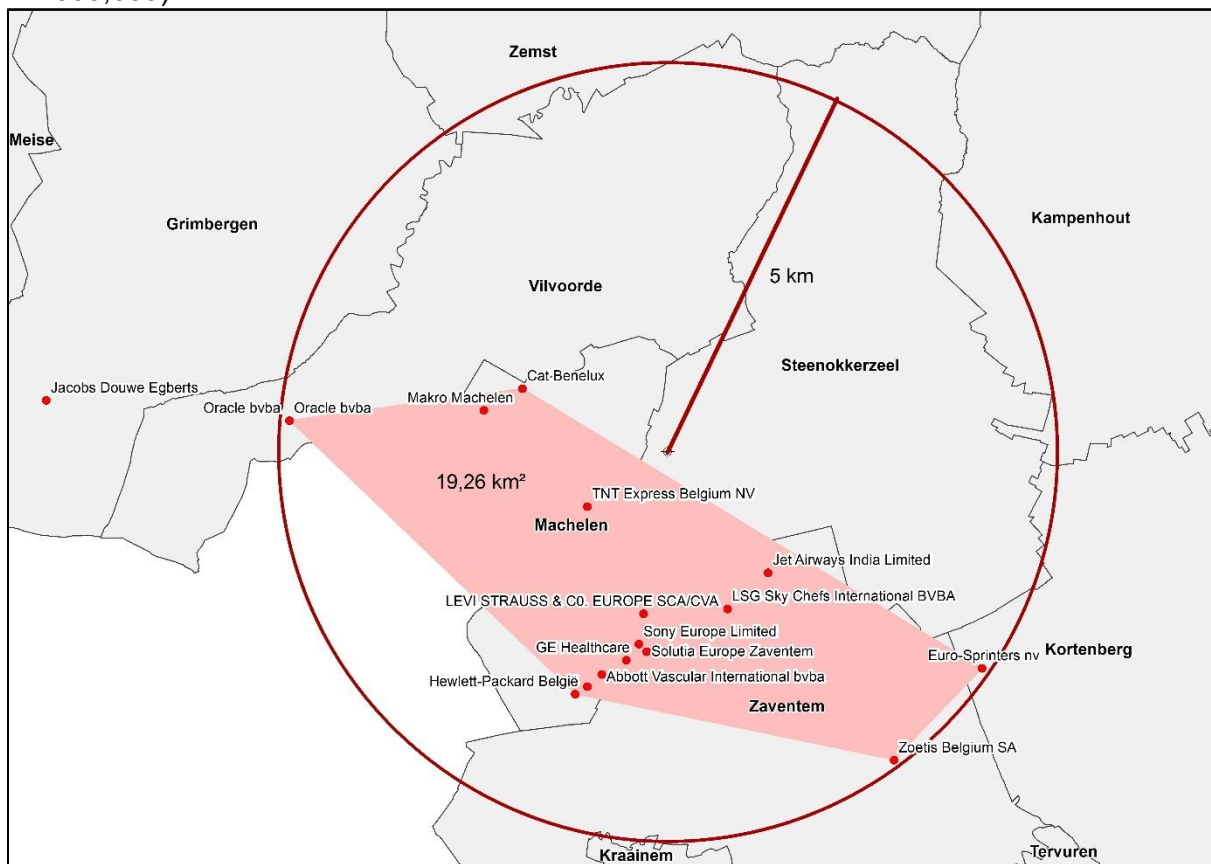 Zemst
Meise
Grimbergen
Kampenhout
5 km
Vilvoorde
Steenokkerzeel
Cat-Benelux
Jacobs Douwe Egberts
Makro Machelen
Oracle bvba Oracle bvba
19,26 km²
TNT Express Belgium NV
Machelen
Jet Airways India Limited
LSG Sky Chefs International BVBA
LEVI STRAUSS & C0. EUROPE SCA/CVA
Sony Europe Limited
GE Healthcare
Solutia Europe Zaventem
Kortenberg
Euro-Sprinters nv
Abbott Vascular International bvba
Hewlett-Packard Belgie
Zaventem
Zoetis Belgium SA
Kraainem
Tervuren